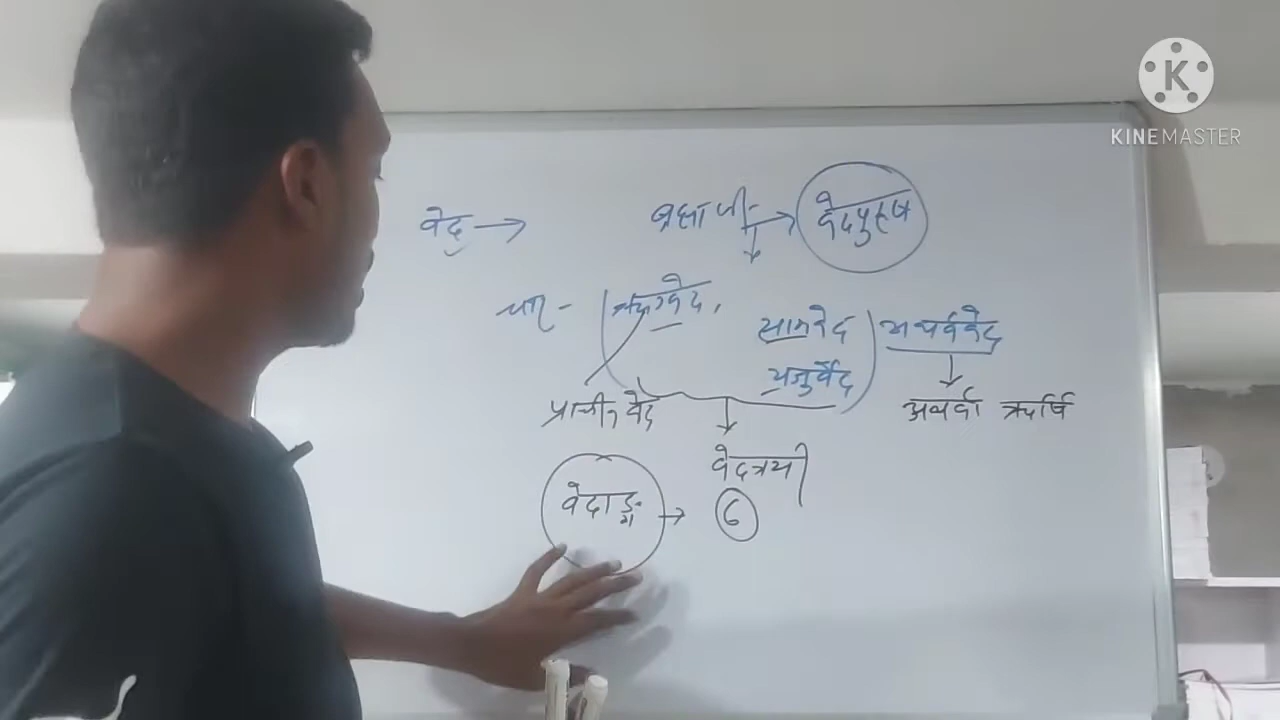 वेद → ब्रह्मा जी → वेदपुरुष
चार - ऋग्वेद, सामवेद अथर्ववेद
यजुर्वेद
प्राचीन वेद अथर्वा ऋषि
वेदत्रयी
वेदाङ्ग → 6
KINEMASTER